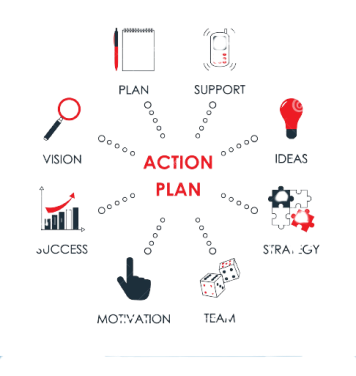 PLAN
SUPPORT
VISION
IDEAS
ACTION
PLAN
SUCCESS
STRATEGY
MOTIVATION
TEAM